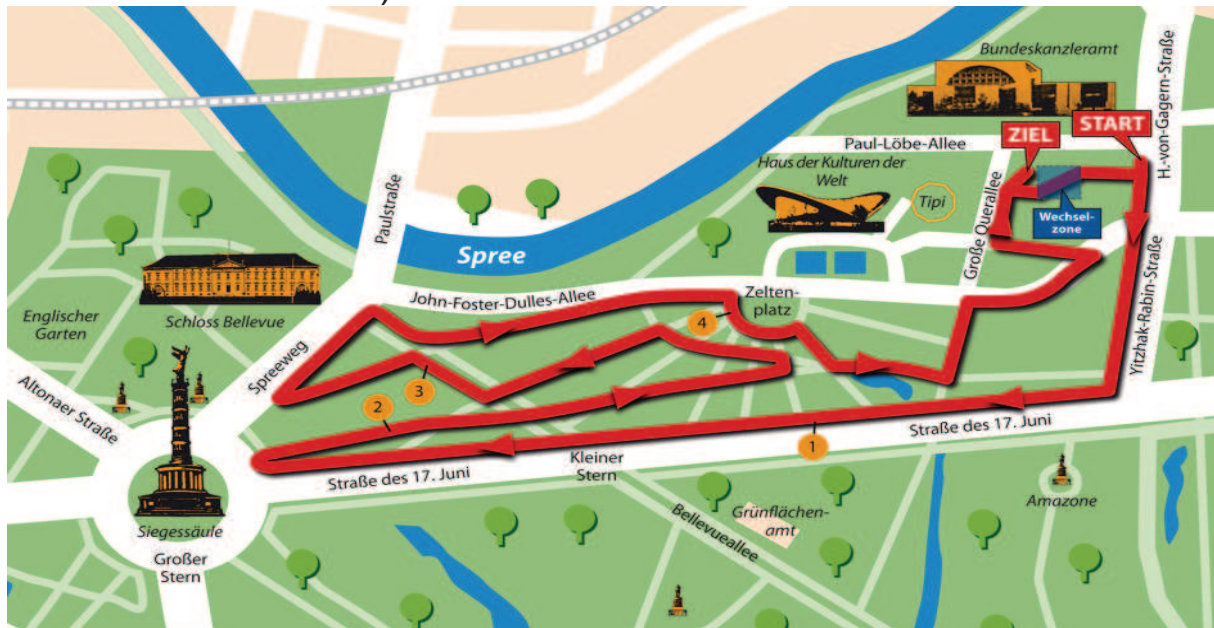 Bundeskanzleramt
H.-von-Gagern-Straße
ZIEL
START
Paul-Löbe-Allee
Haus der Kulturen der
Welt
Tipi
Wechsel-
zone
Große Querallee
Paulstraße
Spree
Yitzhak-Rabin-Straße
John-Foster-Dulles-Allee
Zelten-
platz
Englischer
Garten
Schloss Bellevue
Spreeweg
4
3
2
1
Altonaer Straße
Straße des 17. Juni
Kleiner
Stern
Straße des 17. Juni
Siegessäule
Großer
Stern
Bellevueallee
Grünflächen-
amt
Amazone